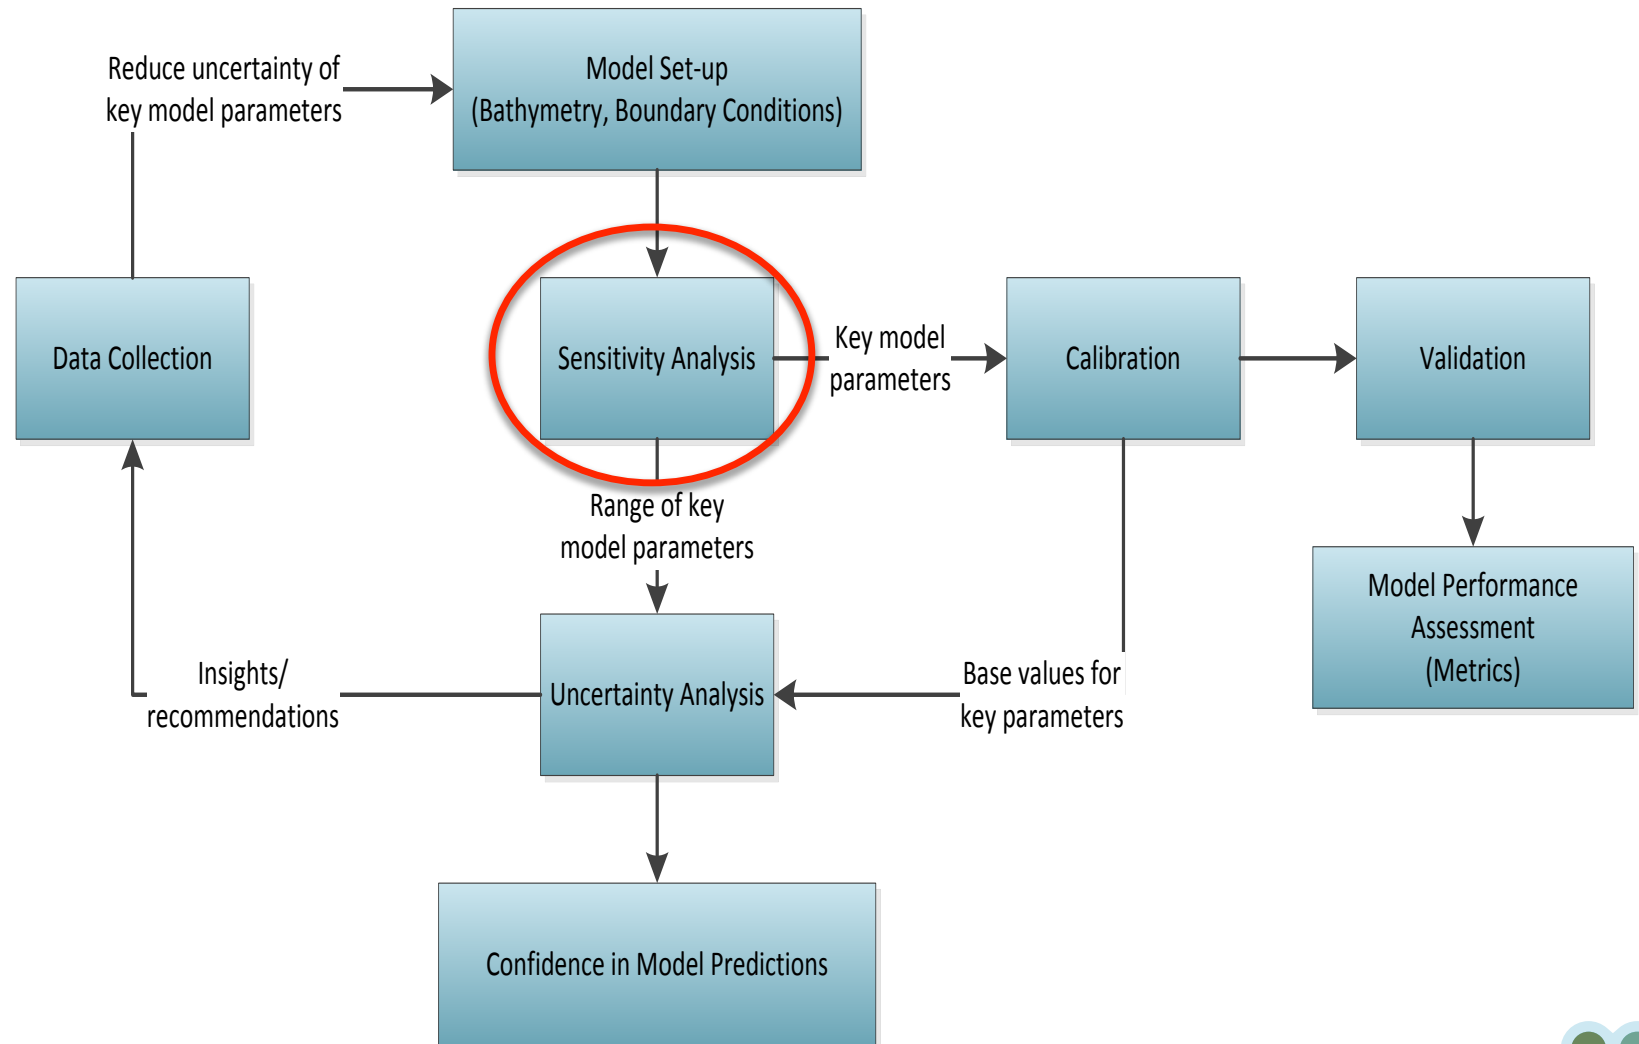 Reduce uncertainty of
key model parameters
Model Set-up
(Bathymetry, Boundary Conditions)
Data Collection
Sensitivity Analysis
Key model
parameters
Calibration
Validation
Range of key
model parameters
Model Performance
Assessment
(Metrics)
Insights/
recommendations
Uncertainty Analysis
Base values for
key parameters
Confidence in Model Predictions